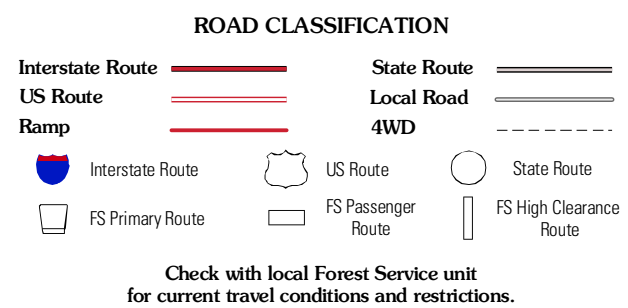 ROAD CLASSIFICATION
Interstate Route
State Route
US Route
Local Road
Ramp
4WD
Interstate Route
US Route
State Route
FS Primary Route
FS Passenger
Route
FS High Clearance
Route
Check with local Forest Service unit
for current travel conditions and restrictions.